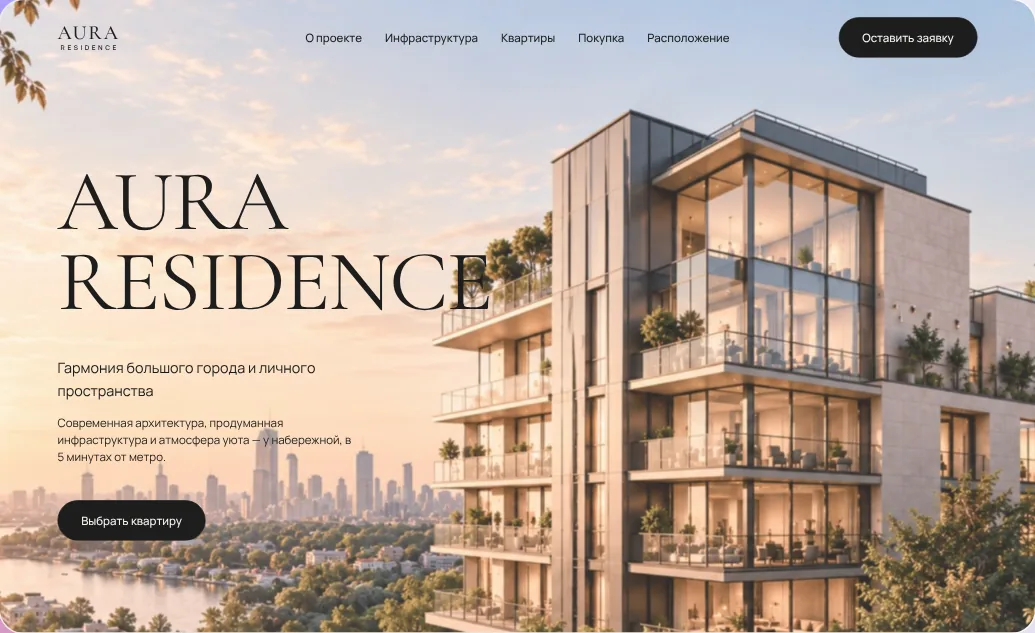 AURA
RESIDENCE
О проекте
Инфраструктура
Квартиры
Покупка
Расположение
Оставить заявку
AURA
RESIDENCE
Гармония большого города и личного
пространства
Современная архитектура, продуманная
инфраструктура и атмосфера уюта — у набережной, в
5 минутах от метро.
Выбрать квартиру